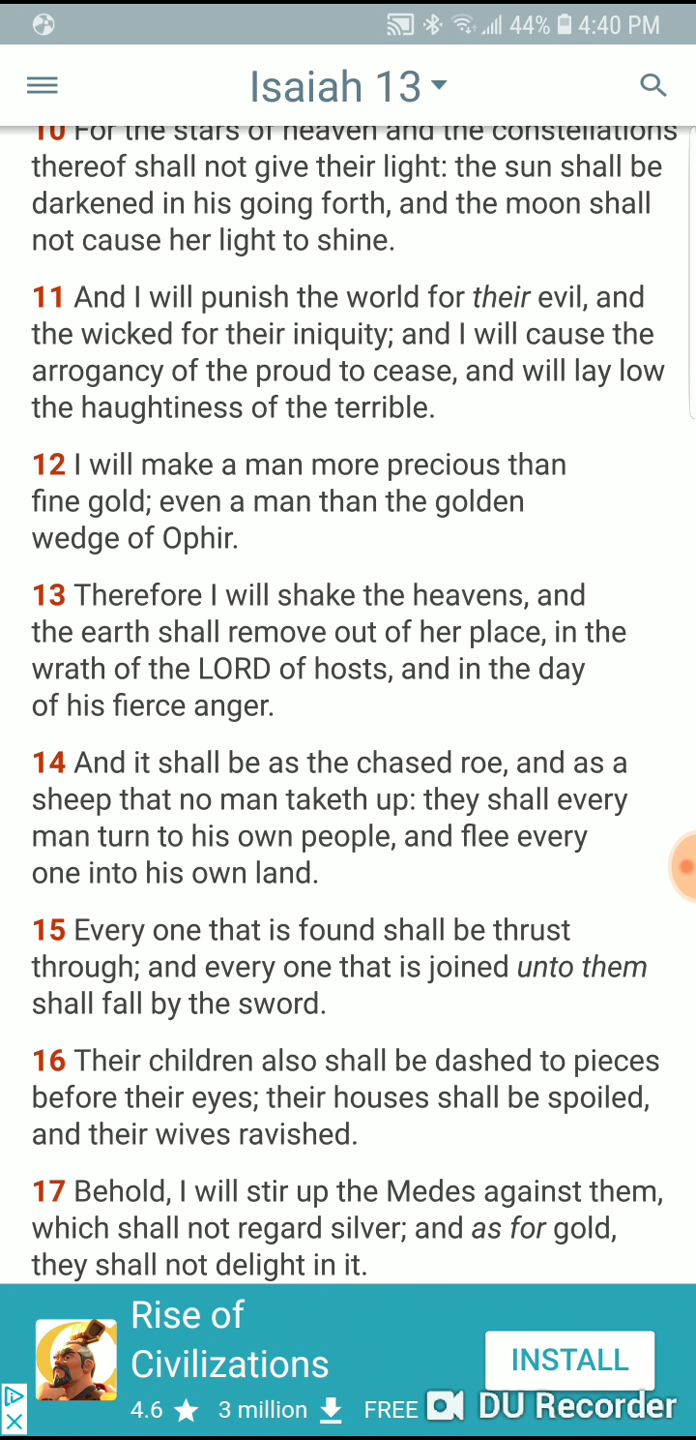 44% 4:40 PM
Isaiah 13
10 For the stars of heaven and the constellations
thereof shall not give their light: the sun shall be
darkened in his going forth, and the moon shall
not cause her light to shine.
11 And I will punish the world for their evil, and
the wicked for their iniquity; and I will cause the
arrogancy of the proud to cease, and will lay low
the haughtiness of the terrible.
12 I will make a man more precious than
fine gold; even a man than the golden
wedge of Ophir.
13 Therefore I will shake the heavens, and
the earth shall remove out of her place, in the
wrath of the LORD of hosts, and in the day
of his fierce anger.
14 And it shall be as the chased roe, and as a
sheep that no man taketh up: they shall every
man turn to his own people, and flee every
one into his own land.
15 Every one that is found shall be thrust
through; and every one that is joined unto them
shall fall by the sword.
16 Their children also shall be dashed to pieces
before their eyes; their houses shall be spoiled,
and their wives ravished.
17 Behold, I will stir up the Medes against them,
which shall not regard silver; and as for gold,
they shall not delight in it.
Rise of
Civilizations
INSTALL
4.6 ★ 3 million FREE
DU Recorder